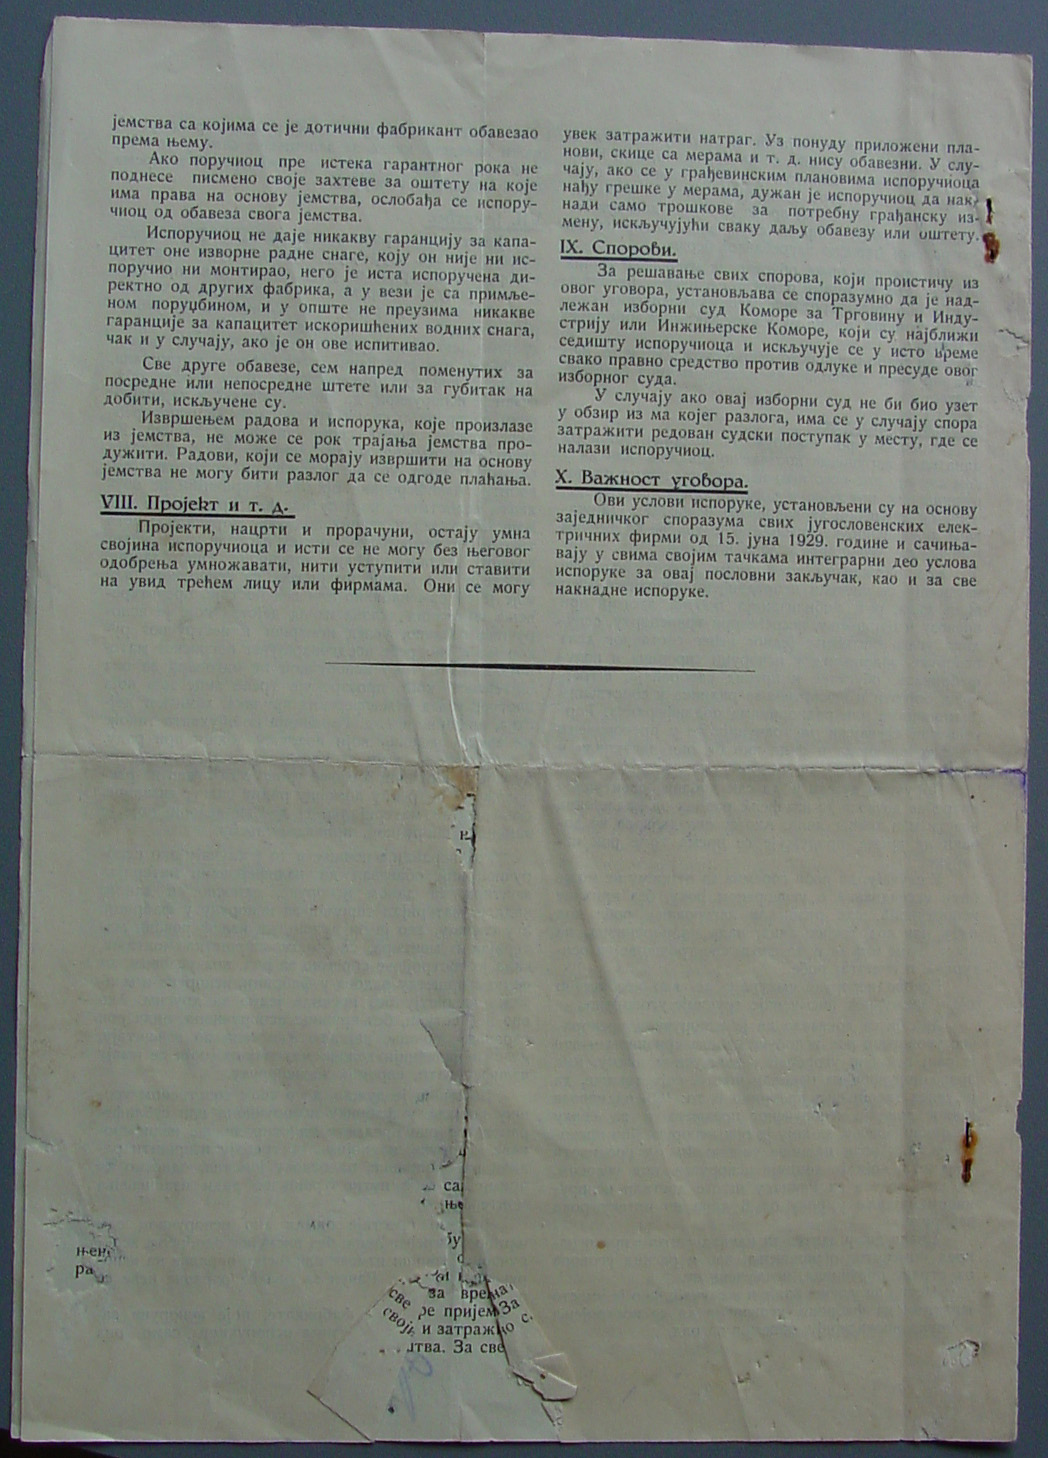 јемства са којима се је дотични фабрикант обавезао
према њему.
Ако поручиоц пре истека гарантног рока не
поднесе писмено своје захтеве за оштету на које
има права на основу јемства, ослобађа се испору-
чиоц од обавеза свога јемства.
Испоручиоц не даје никакву гаранцију за капа-
цитет оне изворне радне снаге, коју он није ни ис-
поручио ни монтирао, него је иста испоручена ди-
ректно од других фабрика, а у вези је са примље-
ном поруџбином, и у опште не преузима никакве
гаранције за капацитет искоришћених водних снага,
чак и у случају, ако је он ове испитивао.
Све друге обавезе, сем напред поменутих за
посредне или непосредне штете или за губитак на
добити, искључене су.
Извршењем радова и испорука, које произлазе
из јемства, не може се рок трајања јемства про-
дужити. Радови, који се морају извршити на основу
јемства не могу бити разлог да се одгоде плаћања.
VIII. Пројект и т. д.
Пројекти, нацрти и прорачуни, остају умна
својина испоручиоца и исти се не могу без његовог
одобрења умножавати, нити уступити или ставити
на увид трећем лицу или фирмама. Они се могу
увек затражити натраг. Уз понуду приложени пла-
нови, скице са мерама и т. д. нису обавезни. У слу-
чају, ако се у грађевинским плановима испоручиоца
нађу грешке у мерама, дужан је испоручиоц да нак-
нади само трошкове за потребну грађанску из-
мену, искључујући сваку даљу обавезу или оштету.
IX. Спорови.
За решавање свих спорова, који проистичу из
овог уговора, установљава се споразумно да је над-
лежан изборни суд Коморе за Трговину и Инду-
стрију или Инжињерске Коморе, који су најближи
седишту испоручиоца и искључује се у исто време
свако правно средство против одлуке и пресуде овог
изборног суда.
У случају ако овај изборни суд не би био узет
у обзир из ма којег разлога, има се у случају спора
затражити редован судски поступак у месту, где се
налази испоручиоц.
X. Важност уговора.
Ови услови испоруке, установљени су на основу
заједничког споразума свих југословенских елек-
тричних фирми од 15. јуна 1929. године и сачиња-
вају у свима својим тачкама интегрални део услова
испоруке за овај пословни закључак, као и за све
накнадне испоруке.
са
ње
бу
њен
ра
за врем
све ре пријем За
своју и затраж
тва. За све